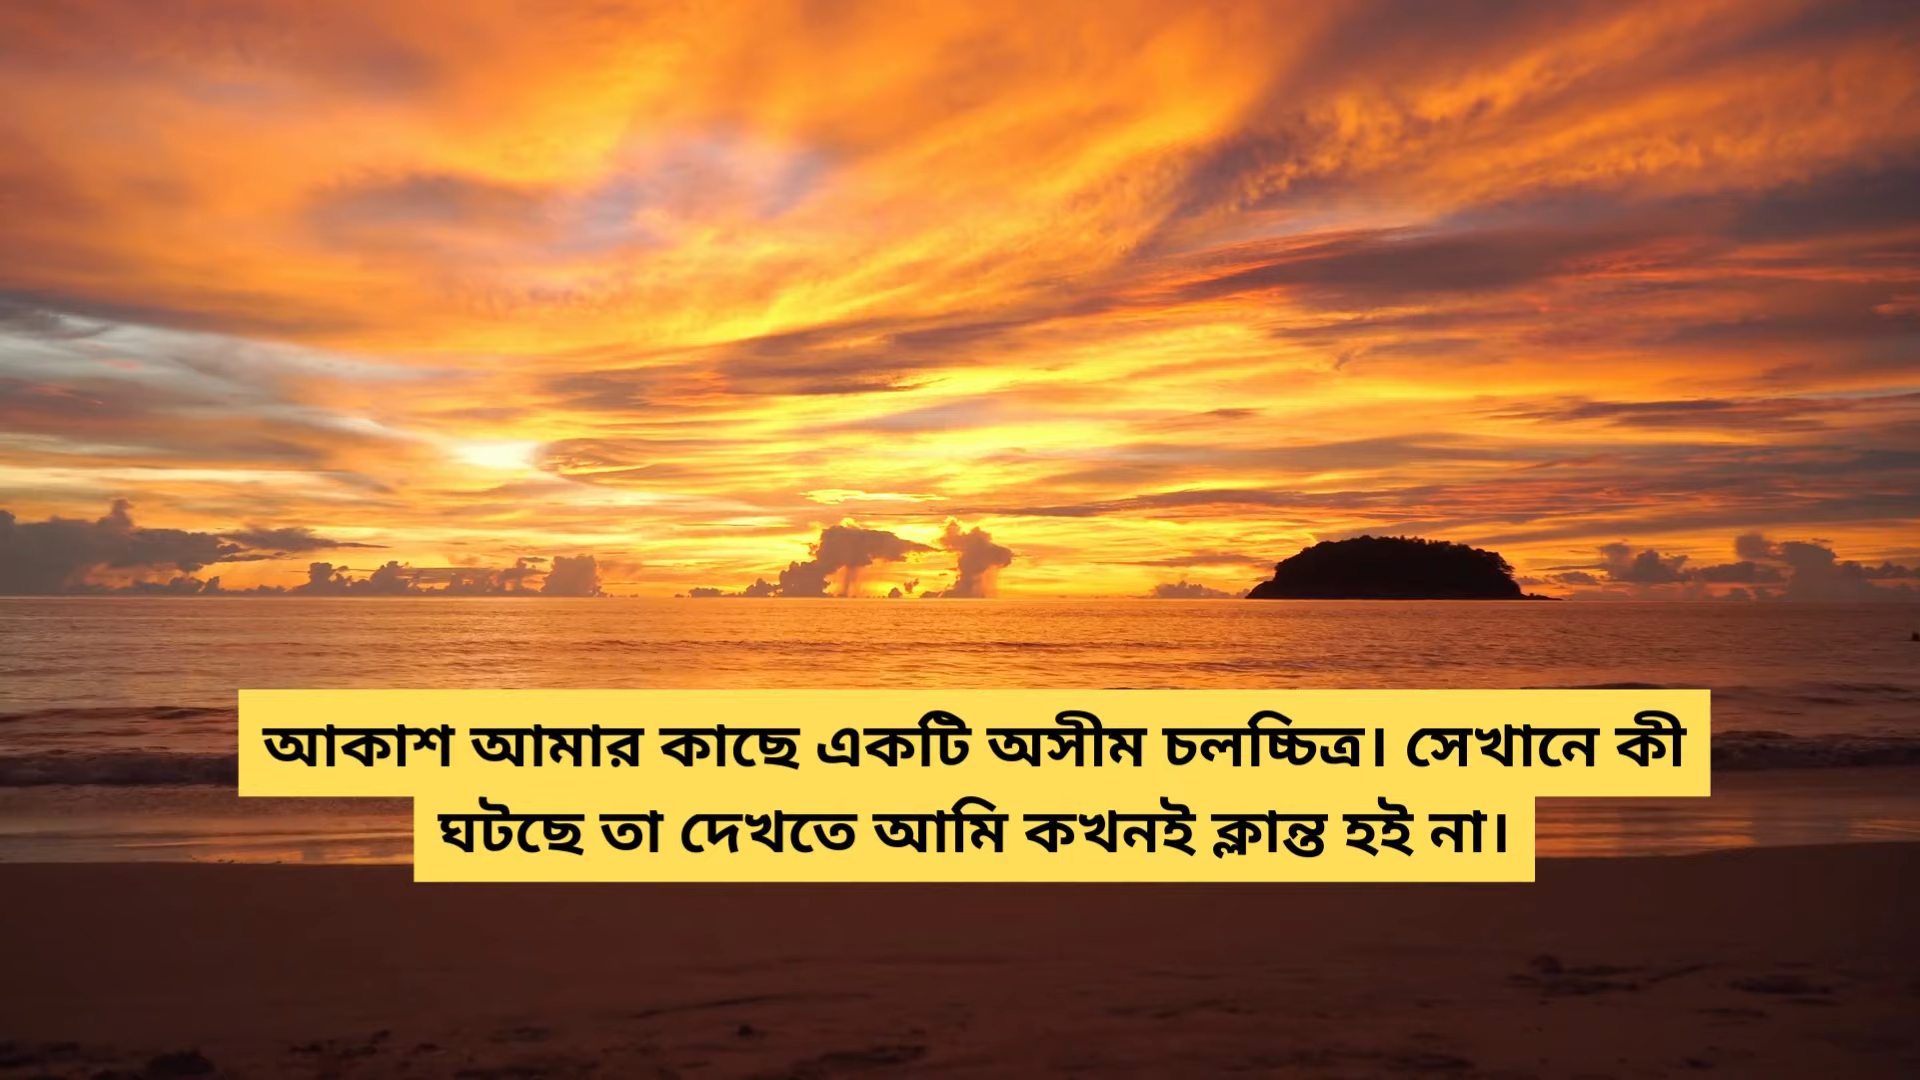 আকাশ আমার কাছে একটি অসীম চলচ্চিত্র। সেখানে কী
ঘটছে তা দেখতে আমি কখনই ক্লান্ত হই না।